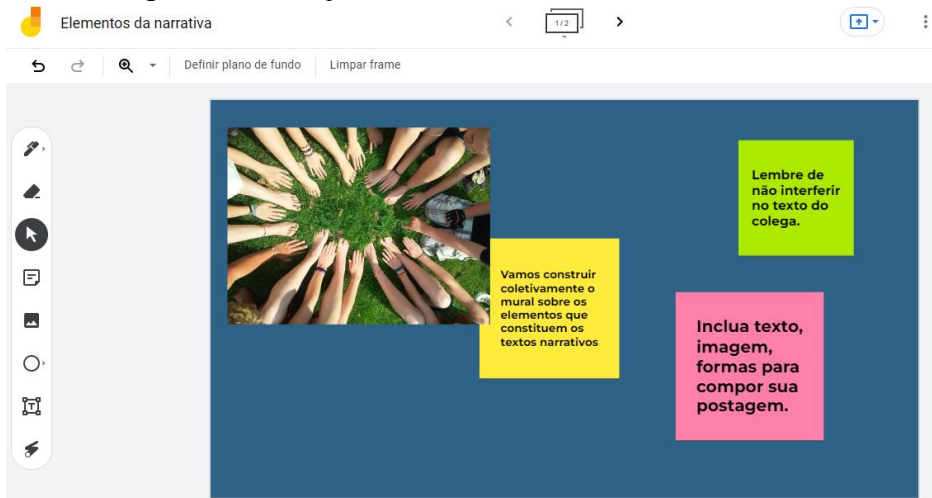 Elementos da narrativa
1/2
Definir plano de fundo
Limpar frame
Vamos construir
coletivamente o
mural sobre os
elementos que
constituem os
textos narrativos
Lembre de
não interferir
no texto do
colega.
Inclua texto,
imagem,
formas para
compor sua
postagem.